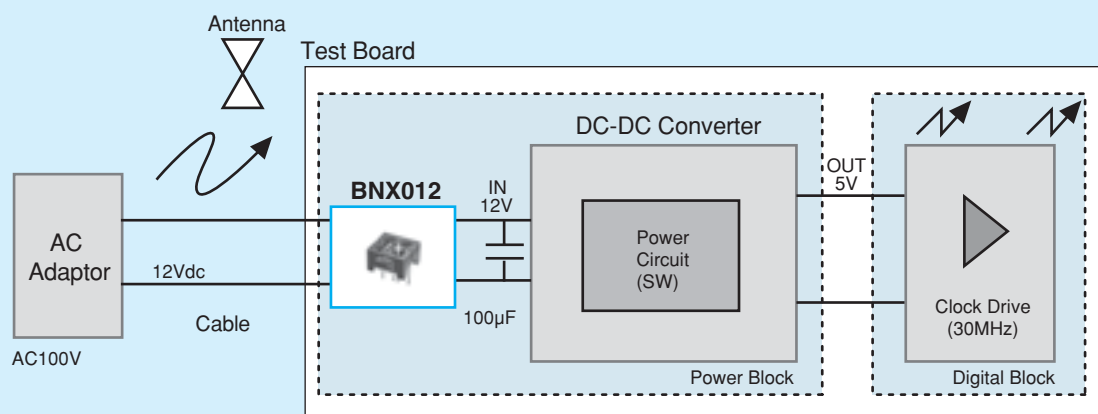 Antenna
Test Board
DC-DC Converter
BNX012
IN
12V
OUT
5V
AC
Adaptor
12Vdc
Cable
AC100V
100µF
Power
Circuit
(SW)
Power Block
Clock Drive
(30MHz)
Digital Block